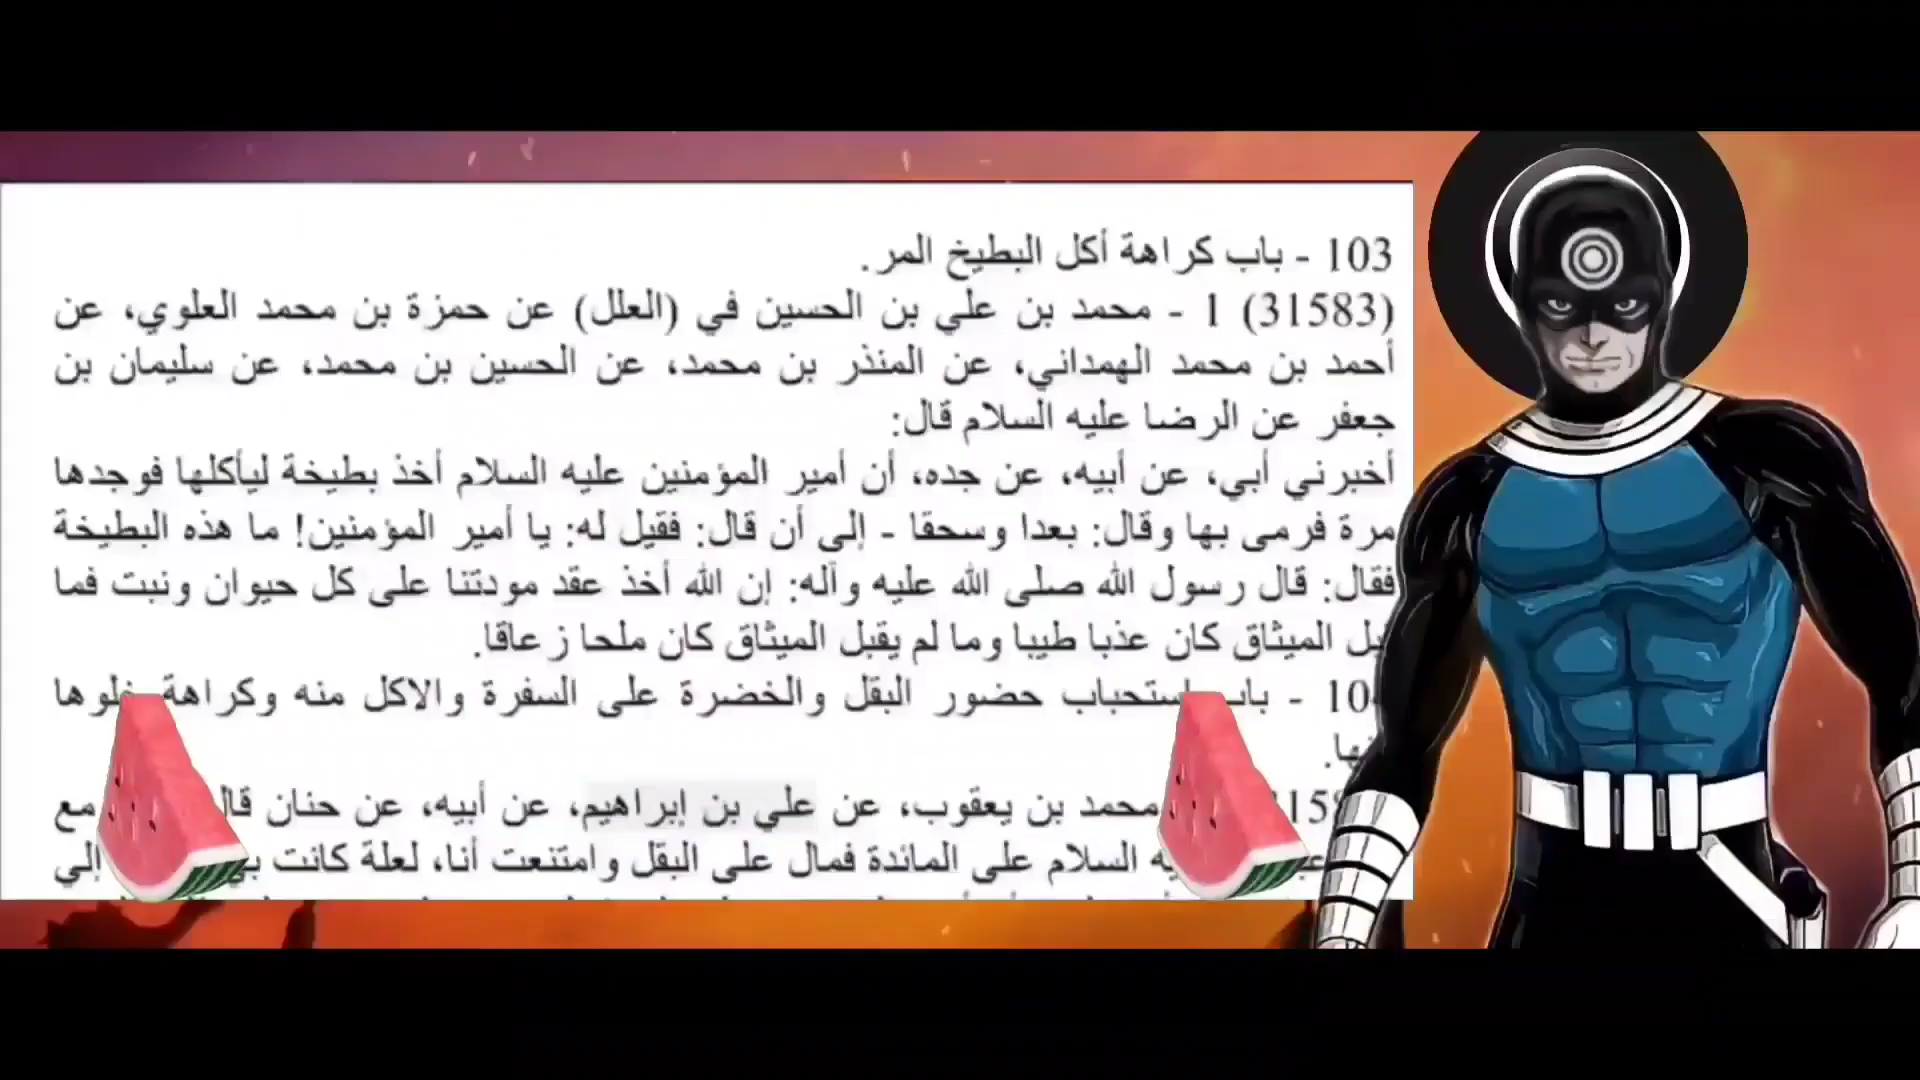 103 - باب كراهة أكل البطيخ المر.
(31583) 1 - محمد بن علي بن الحسين في (العلل) عن حمزة بن محمد العلوي، عن
أحمد بن محمد الهمداني، عن المنذر بن محمد، عن الحسين بن محمد، عن سليمان بن
جعفر عن الرضا عليه السلام قال:
أخبرني أبي، عن أبيه، عن جده، أن أمير المؤمنين عليه السلام أخذ بطيخة ليأكلها فوجدها
مرة فرمى بها وقال: بعدا وسحقا - إلى أن قال: فقيل له: يا أمير المؤمنين! ما هذه البطيخة
فقال: قال رسول الله صلى الله عليه وآله: إن الله أخذ عقد مودتنا على كل حيوان ونبت فما
الميثاق كان عذبا طيبا وما لم يقبل الميثاق كان ملحا زعاقا.
- باب استحباب حضور البقل والخضرة على السفرة والاكل منه وكراهة
محمد بن يعقوب، عن علي بن إبراهيم، عن أبيه، عن حنان قال مع
السلام على المائدة فمال على البقل وامتنعت أنا، لعلة كانت إلي